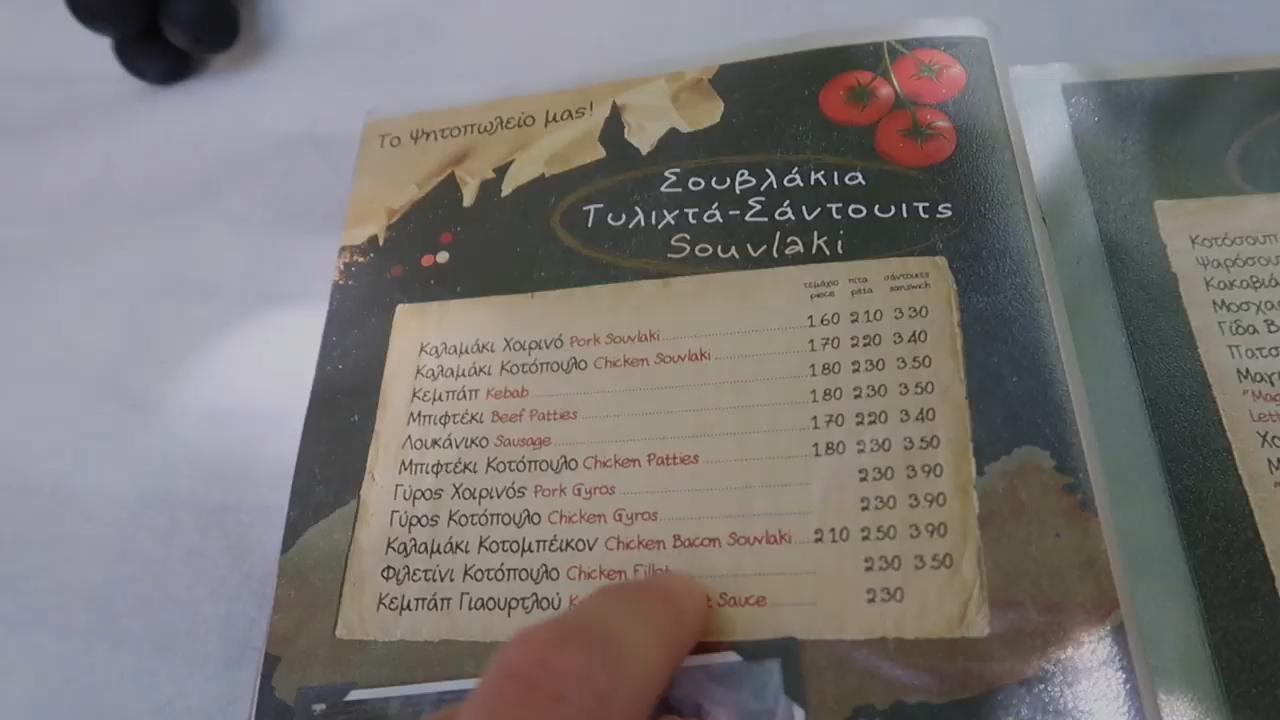 Το Ψητοπωλείο μας!
Σουβλάκια
Τυλιχτά-Σάντουιτς
Souvlaki
τεμάχιο πίτα σάντουιτς
piece pitta sanswich
Καλαμάκι Χοιρινό Pork Souvlaki 1.60 2.10 3.30
Καλαμάκι Κοτόπουλο Chicken Souvlaki 1.70 2.20 3.40
Κεμπάπ Kebab 1.80 2.30 3.50
Μπιφτέκι Beef Patties 1.80 2.30 3.50
Λουκάνικο Sausage 1.70 2.20 3.40
Μπιφτέκι Κοτόπουλο Chicken Patties 1.80 2.30 3.50
Γύρος Χοιρινός Pork Gyros 2.30 3.90
Γύρος Κοτόπουλο Chicken Gyros 2.30 3.90
Καλαμάκι Κοτομπέικον Chicken Bacon Souvlaki 2.10 2.50 3.90
Φιλετίνι Κοτόπουλο Chicken 2.30 3.50
Κεμπάπ Γιαουρτλού Sauce 2.30
Γίδα